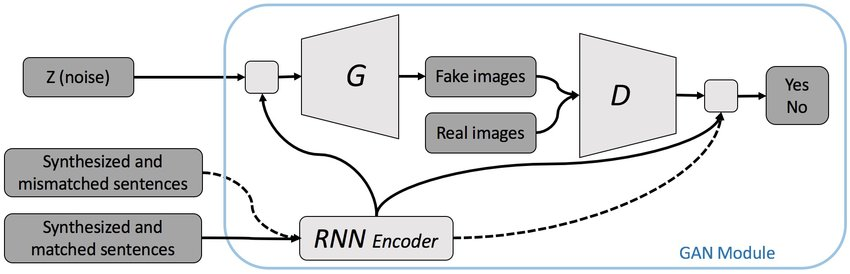 Z (noise)
G
Fake images
Real images
D
Yes
No
Synthesized and
mismatched sentences
Synthesized and
matched sentences
RNN Encoder
GAN Module